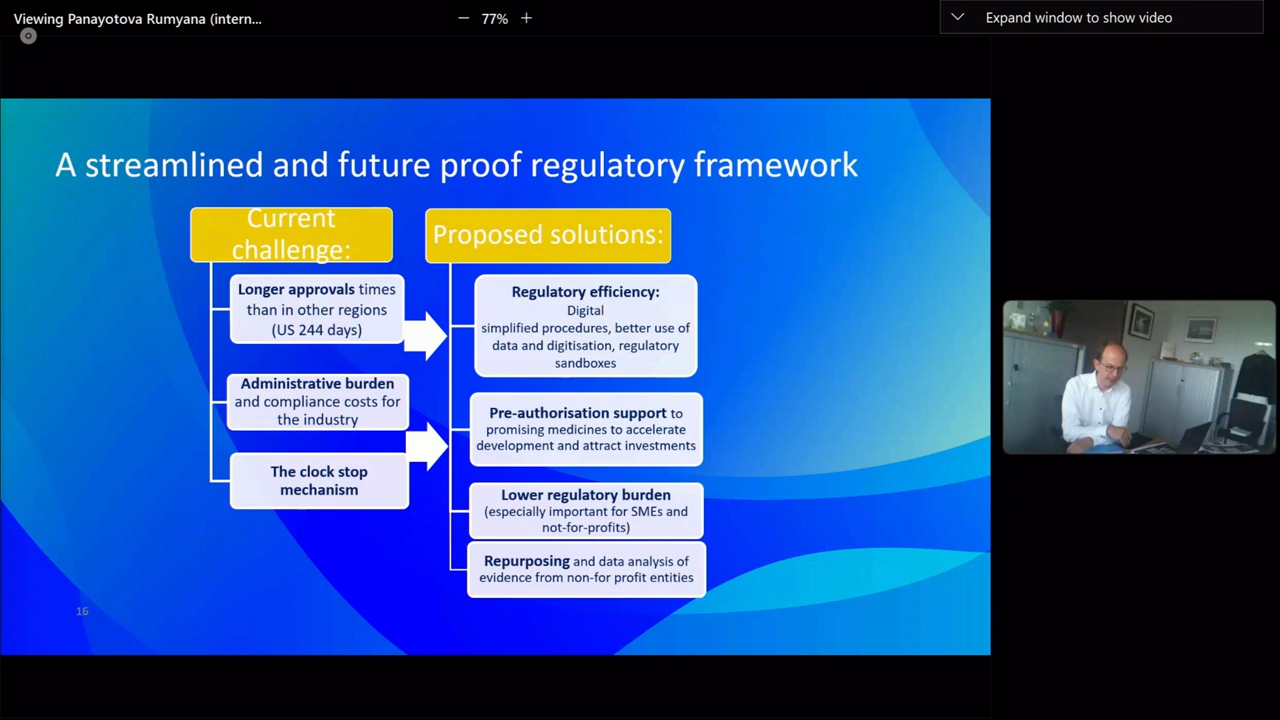 Viewing Panayotova Rumyana (intern...
77%
Expand window to show video
A streamlined and future proof regulatory framework
Current
challenge:
Longer approvals times
than in other regions
(US 244 days)
Administrative burden
and compliance costs for
the industry
The clock stop
mechanism
Proposed solutions:
Regulatory efficiency:
Digital
simplified procedures, better use of
data and digitisation, regulatory
sandboxes
Pre-authorisation support to
promising medicines to accelerate
development and attract investments
Lower regulatory burden
(especially important for SMEs and
not-for-profits)
Repurposing and data analysis of
evidence from non-for profit entities
16